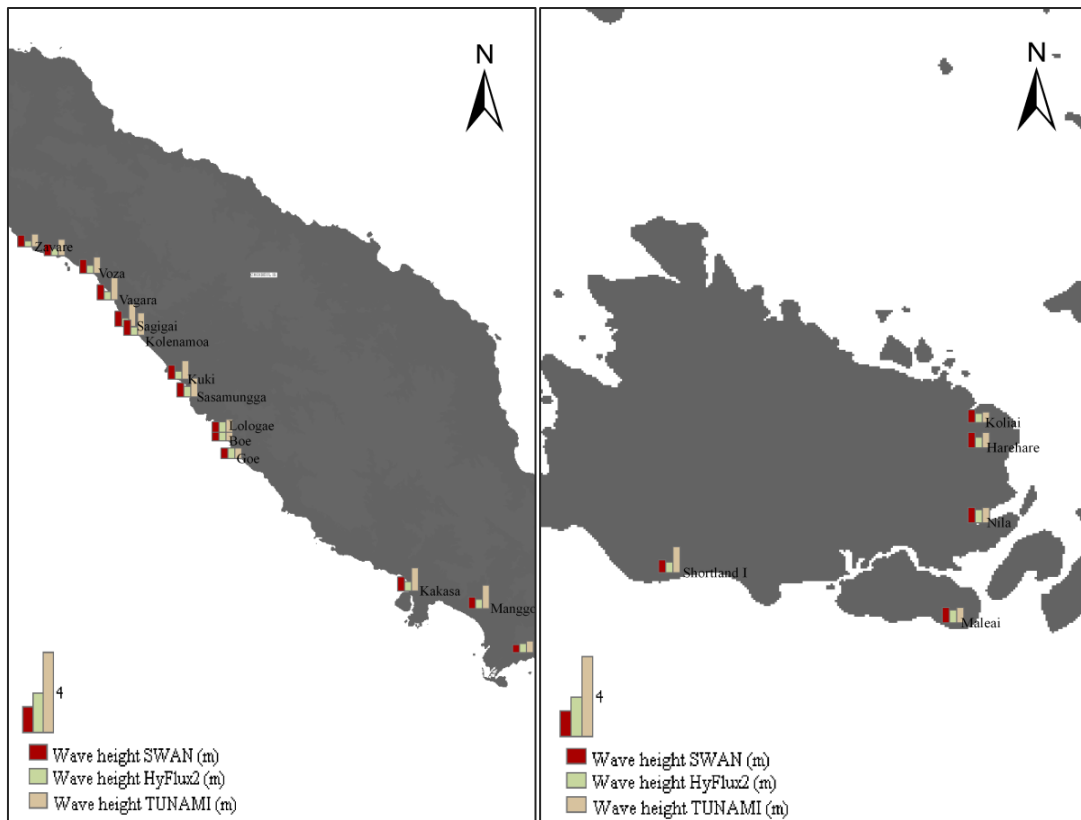 N
Zavare
Voza
Vagara
Sagigai
Kolenamoa
Kuki
Sasamungga
Lologae
Boe
Goe
Kakasa
Manggo
4
Wave height SWAN (m)
Wave height HyFlux2 (m)
Wave height TUNAMI (m)
N
Koliai
Harehare
Nila
Shortland I
Maleai
4
Wave height SWAN (m)
Wave height HyFlux2 (m)
Wave height TUNAMI (m)